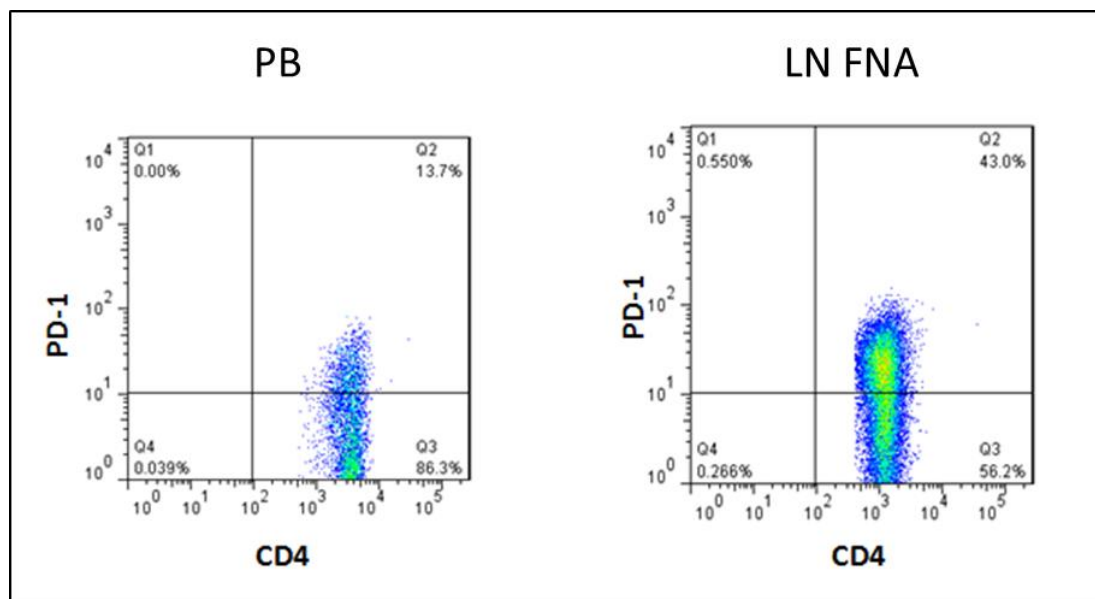 PB
LN FNA
10^4
Q1
0.00%
Q2
13.7%
10^3
10^2
10^1
10^0
Q4
0.039%
Q3
86.3%
10^0 10^1 10^2 10^3 10^4 10^5
PD-1
CD4
10^4
Q1
0.550%
Q2
43.0%
10^3
10^2
10^1
10^0
Q4
0.266%
Q3
56.2%
10^0 10^1 10^2 10^3 10^4 10^5
PD-1
CD4